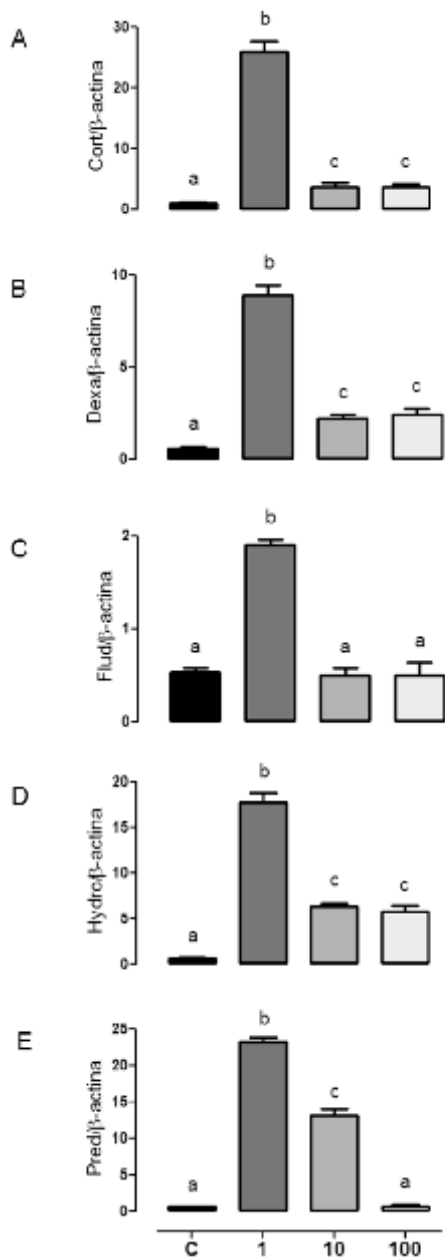 A
Cort/β-actina
30
20
10
0
a
b
c
c
B
Dexa/β-actina
10
5
0
a
b
c
c
C
Flud/β-actina
2
1
0
a
b
a
a
D
Hydro/β-actina
20
15
10
5
0
a
b
c
c
E
Pred/β-actina
25
20
15
10
5
0
a
b
c
a
C 1 10 100